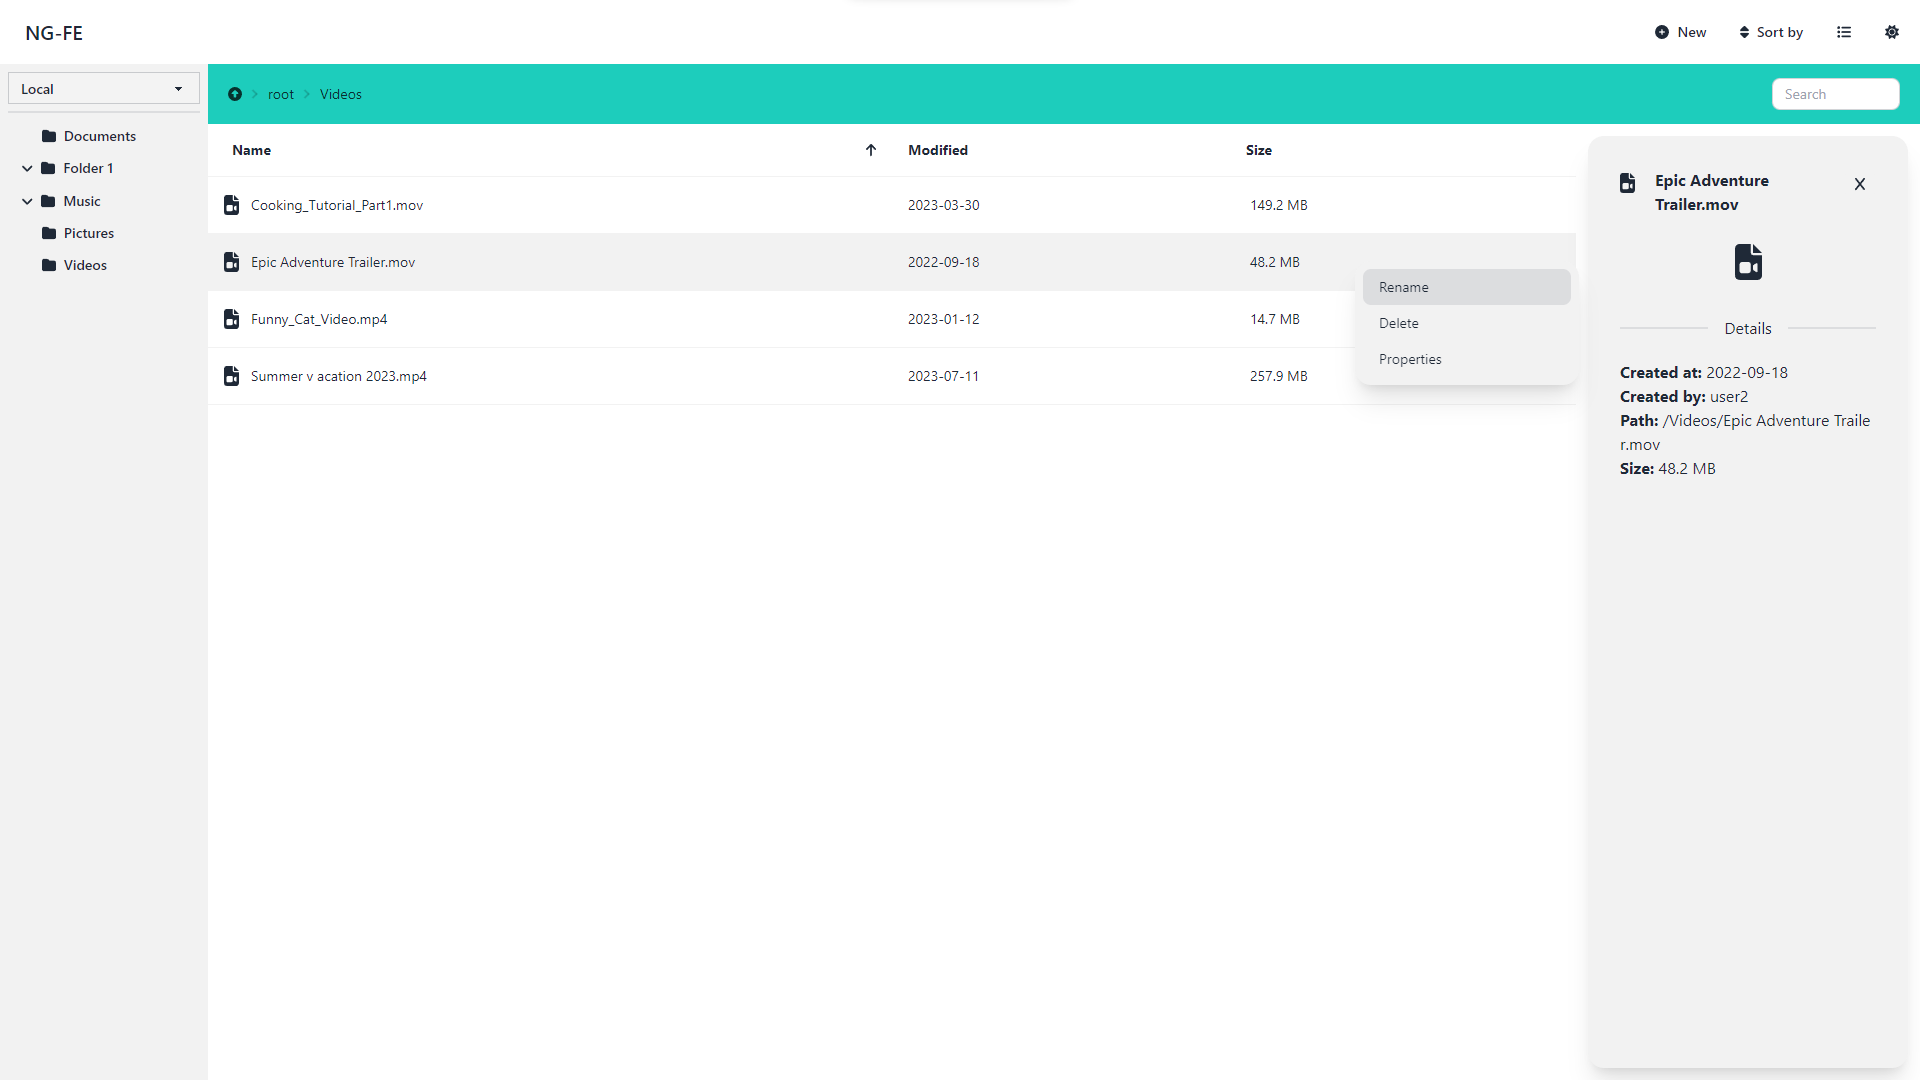 NG-FE
New
Sort by
Local
root
Videos
Search
Documents
Folder 1
Music
Pictures
Videos
Name Modified Size
Cooking_Tutorial_Part1.mov 2023-03-30 149.2 MB
Epic Adventure Trailer.mov 2022-09-18 48.2 MB
Funny_Cat_Video.mp4 2023-01-12 14.7 MB
Summer v acation 2023.mp4 2023-07-11 257.9 MB
Rename
Delete
Properties
Epic Adventure
Trailer.mov
X
Details
Created at: 2022-09-18
Created by: user2
Path: /Videos/Epic Adventure Traile
r.mov
Size: 48.2 MB